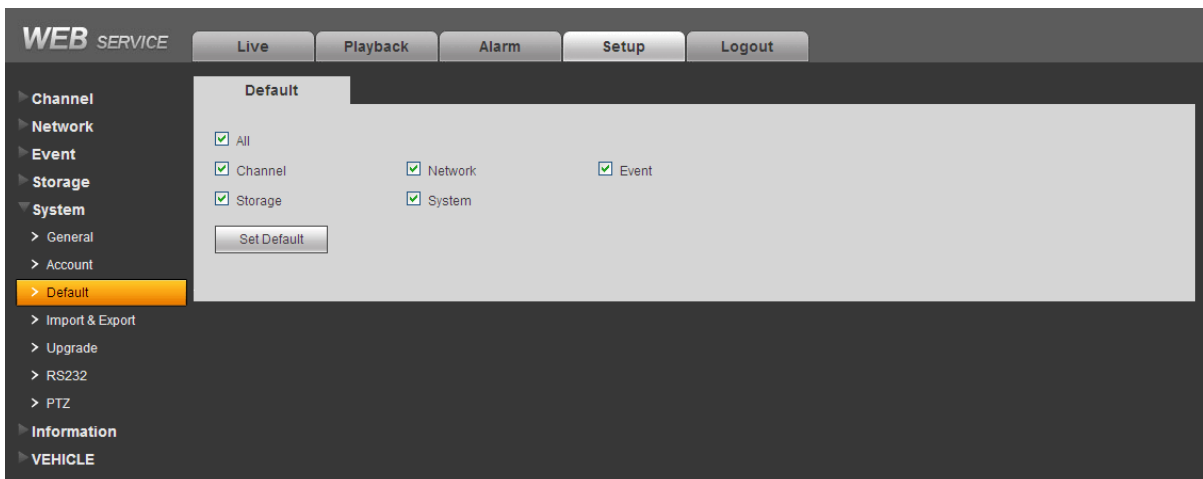 WEB SERVICE
Live Playback Alarm Setup Logout
Channel
Network
Event
Storage
System
> General
> Account
> Default
> Import & Export
> Upgrade
> RS232
> PTZ
Information
VEHICLE
Default
All
Channel Network Event
Storage System
Set Default